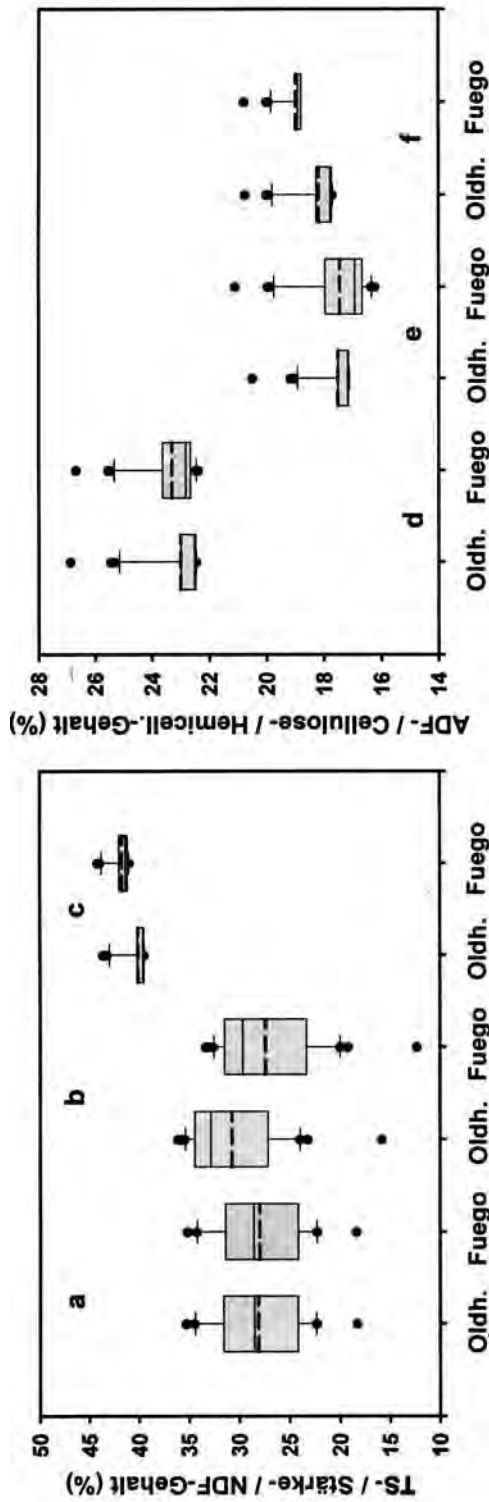 TS- / Stärke- / NDF-Gehalt (%)
50
45
40
35
30
25
20
15
10
a
b
c
Oldh. Fuego Oldh. Fuego Oldh. Fuego
ADF- / Cellulose- / Hemicell.-Gehalt (%)
28
26
24
22
20
18
16
14
d
e
f
Oldh. Fuego Oldh. Fuego Oldh. Fuego